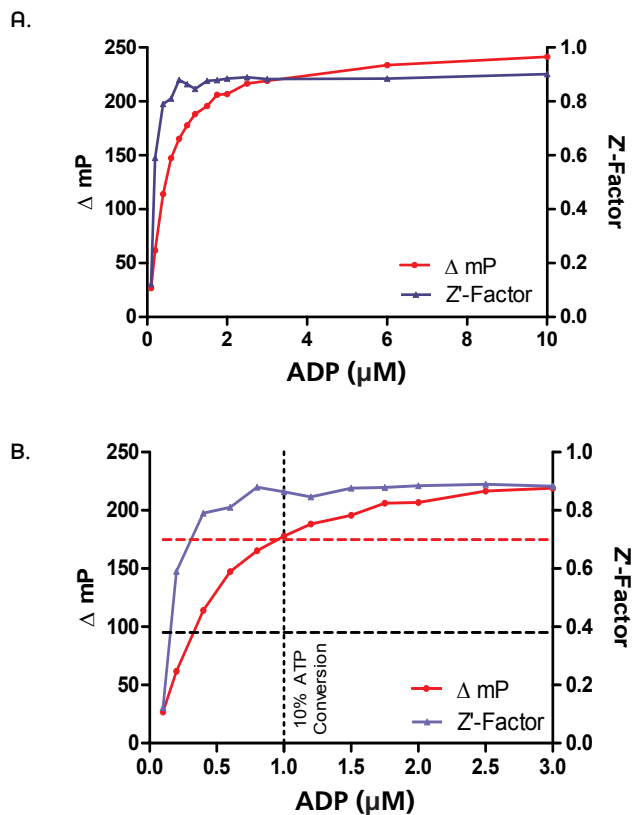 A.
250
200
150
100
50
0
Δ mP
1.0
0.8
0.6
0.4
0.2
0.0
Z'-Factor
Δ mP
Z'-Factor
0 2 4 6 8 10
ADP (µM)
B.
250
200
150
100
50
0
Δ mP
1.0
0.8
0.6
0.4
0.2
0.0
Z'-Factor
10% ATP
Conversion
Δ mP
Z'-Factor
0.0 0.5 1.0 1.5 2.0 2.5 3.0
ADP (µM)